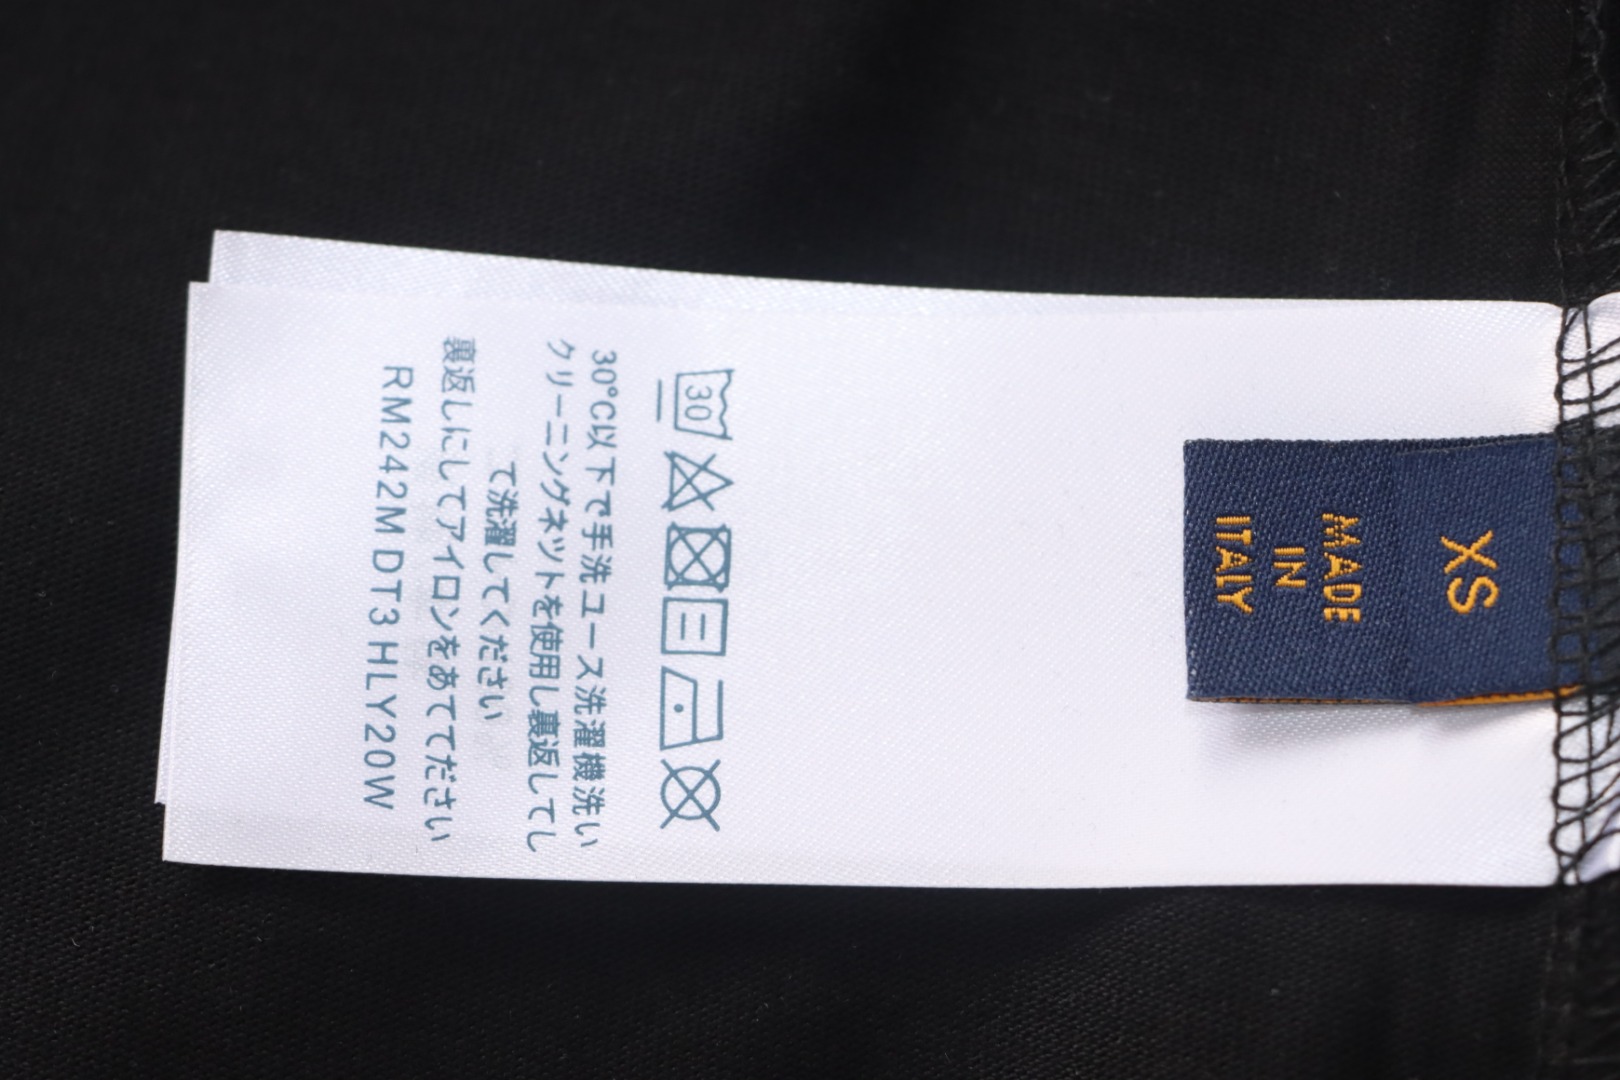 XS
MADE
IN
ITALY
30
30°C以下で手洗ユース洗濯機洗い
クリーニングネツトを使用し裏返してし
て洗濯してください
裏返しにしてアイロンをあててださい
RM242M DT3 HLY20W